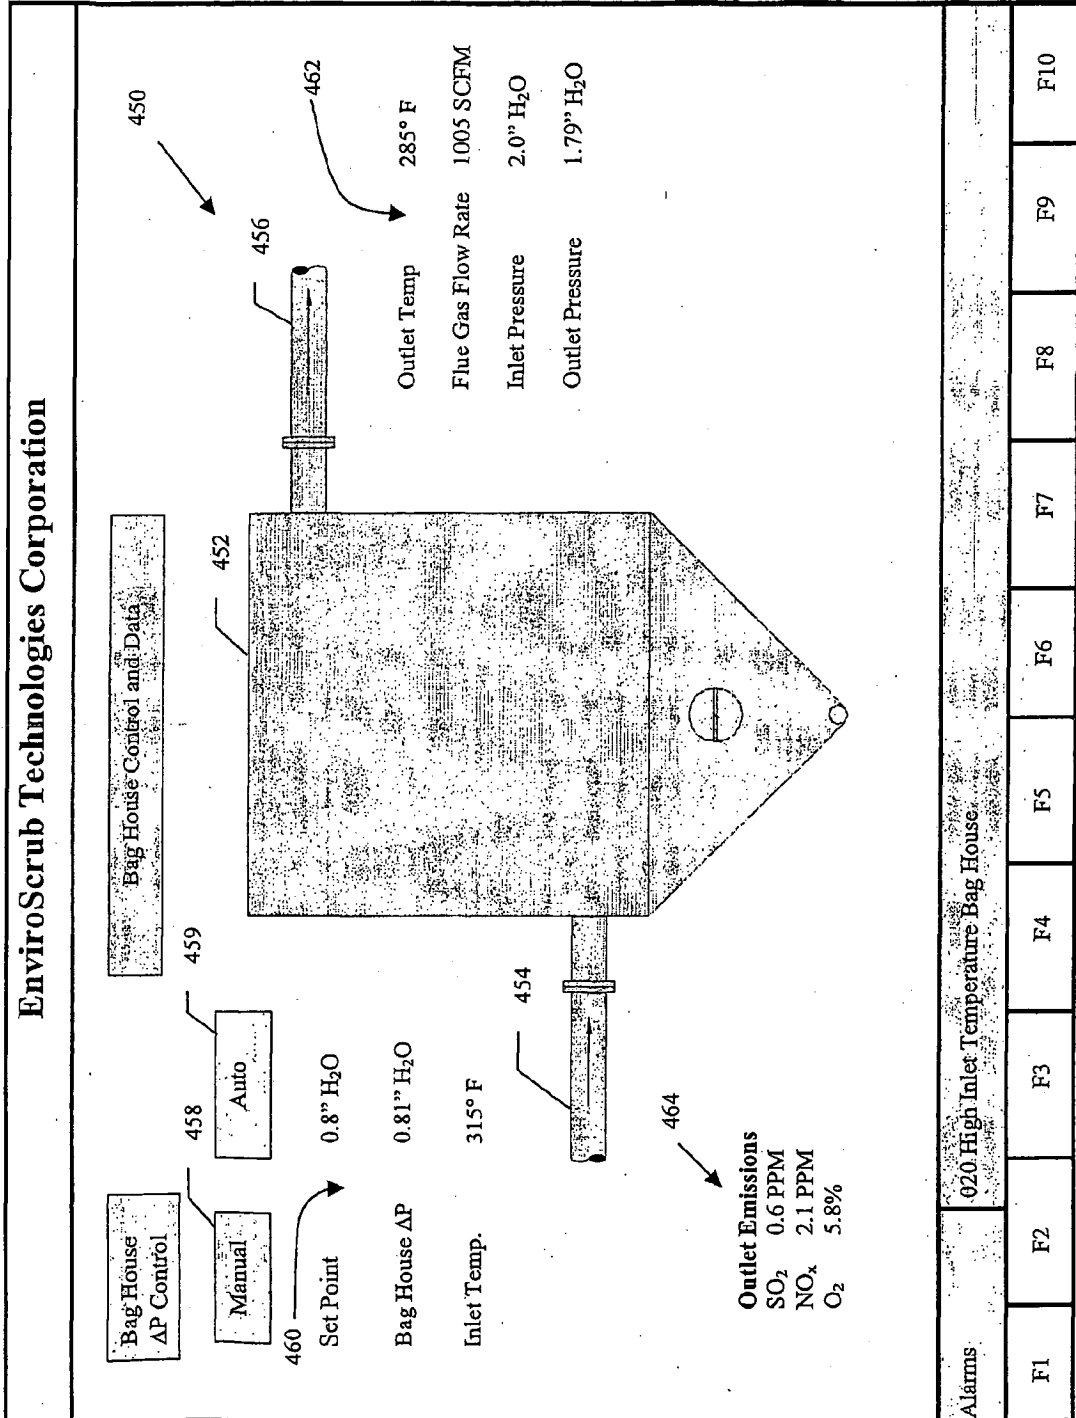 EnviroScrub Technologies Corporation
Bag House
ΔP Control
Bag House Control and Data
Manual
Auto
458
459
460
Set Point 0.8" H₂O
Bag House ΔP 0.81" H₂O
Inlet Temp. 315° F
452
454
456
450
462
Outlet Temp 285° F
Flue Gas Flow Rate 1005 SCFM
Inlet Pressure 2.0" H₂O
Outlet Pressure 1.79" H₂O
464
Outlet Emissions
SO₂ 0.6 PPM
NOₓ 2.1 PPM
O₂ 5.8%
Alarms 020 High Inlet Temperature Bag House
F1 F2 F3 F4 F5 F6 F7 F8 F9 F10